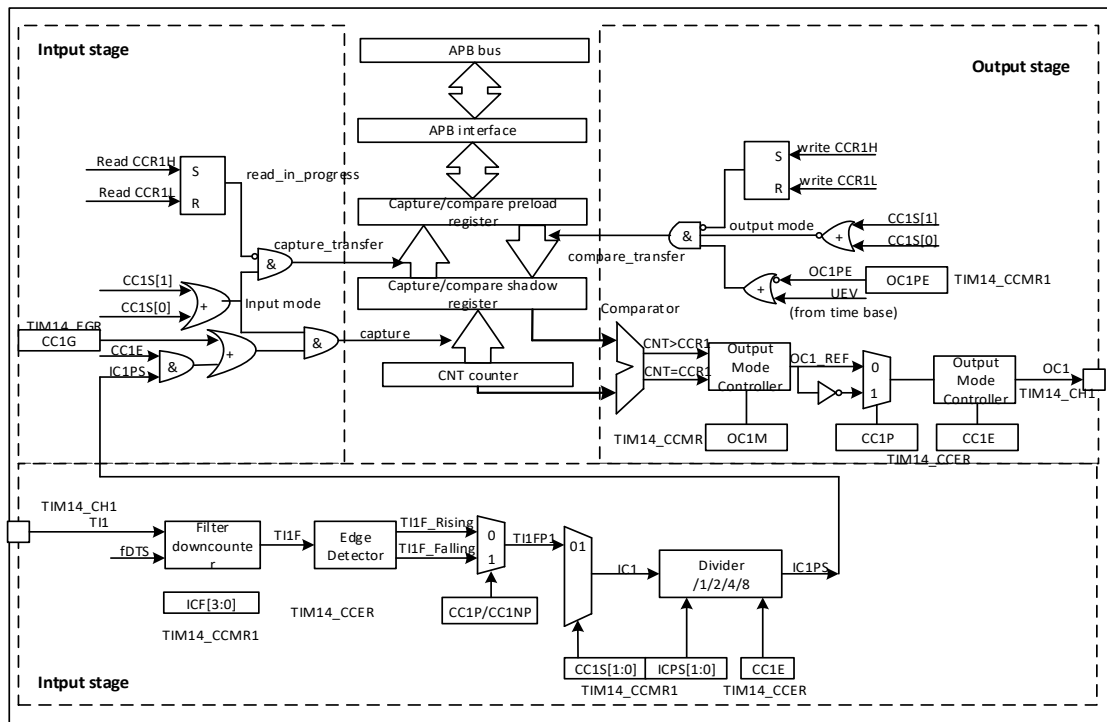 Intput stage
APB bus
Output stage
APB interface
Read CCR1H
S
Read CCR1L
R
read_in_progress
S
write CCR1H
R
write CCR1L
Capture/compare preload
register
capture_transfer
&
&
output mode
+
CC1S[1]
CC1S[0]
compare_transfer
CC1S[1]
CC1S[0]
+
Input mode
Capture/compare shadow
register
+
OC1PE
OC1PE
TIM14_CCMR1
UEV
(from time base)
TIM14_EGR
CC1G
CC1E
IC1PS
&
+
&
capture
CNT counter
Comparator
CNT>CCR1
CNT=CCR1
Output
Mode
Controller
OC1_REF
0
1
Output
Mode
Controller
OC1
TIM14_CH1
TIM14_CCMR
OC1M
CC1P
CC1E
TIM14_CCER
TIM14_CH1
TI1
fDTS
Filter
downcounte
r
TI1F
Edge
Detector
TI1F_Rising
TI1F_Falling
0
1
TI1FP1
01
IC1
Divider
/1/2/4/8
IC1PS
ICF[3:0]
TIM14_CCMR1
TIM14_CCER
CC1P/CC1NP
CC1S[1:0]
ICPS[1:0]
CC1E
TIM14_CCMR1
TIM14_CCER
Intput stage